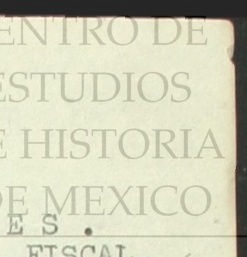 ENTRO DE
ESTUDIOS
E HISTORIA
DE MEXICO
E S .
FISCAL